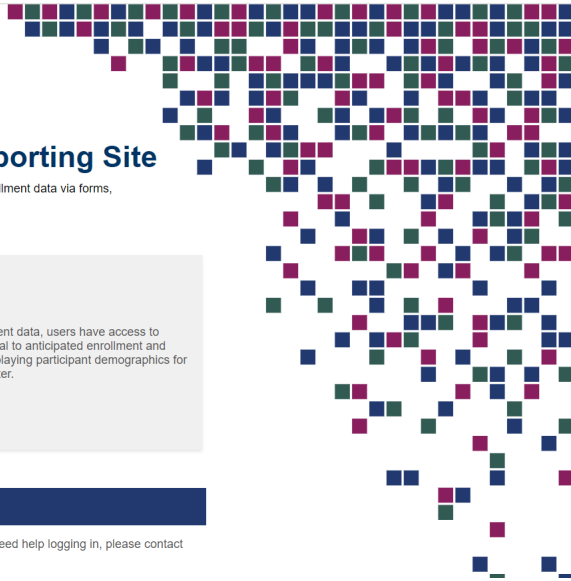 porting Site
llment data via forms,
ent data, users have access to
al to anticipated enrollment and
playing participant demographics for
ter.
eed help logging in, please contact